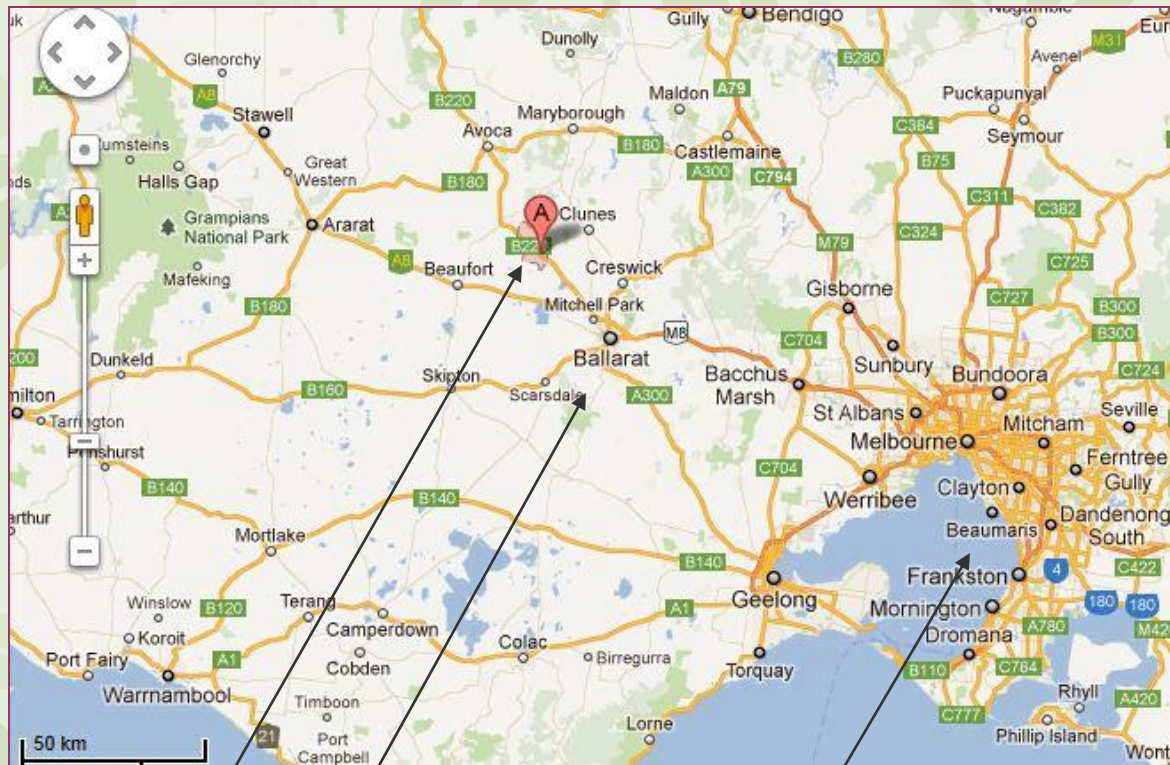 Gully
Bendigo
Nagambie
Dunolly
M31
Glenorchy
B280
Avenel
A8
B220
Maldon
A79
Puckapunyal
Stawell
Maryborough
C384
Seymour
Avoca
B180
Castlemaine
B75
Great
Western
Halls Gap
B180
A300
C794
C311
A
Clunes
C382
Grampians
National Park
Ararat
C324
M79
A8
Beaufort
Creswick
C725
Mafeking
Gisborne
C727
B180
Mitchell Park
B300
M8
B300
C704
Sunbury
Dunkeld
Ballarat
C724
Skipton
Bacchus
Marsh
Bundoora
B160
Scarsdale
A300
St Albans
Mitcham
Seville
Tarrington
Melbourne
Ferntree
Gully
C704
B140
Werribee
Clayton
B140
Beaumaris
Dandenong
South
Mortlake
B140
Frankston
4
C422
Winslow
B120
Terang
Geelong
Mornington
180
180
A1
Koroit
Camperdown
A780
Dromana
Colac
Port Fairy
A1
Cobden
Birregurra
Torquay
B110
C784
Warrnambool
Rhyll
A420
Timboon
C777
Lorne
Phillip Island
50 km
21
Port
Campbell